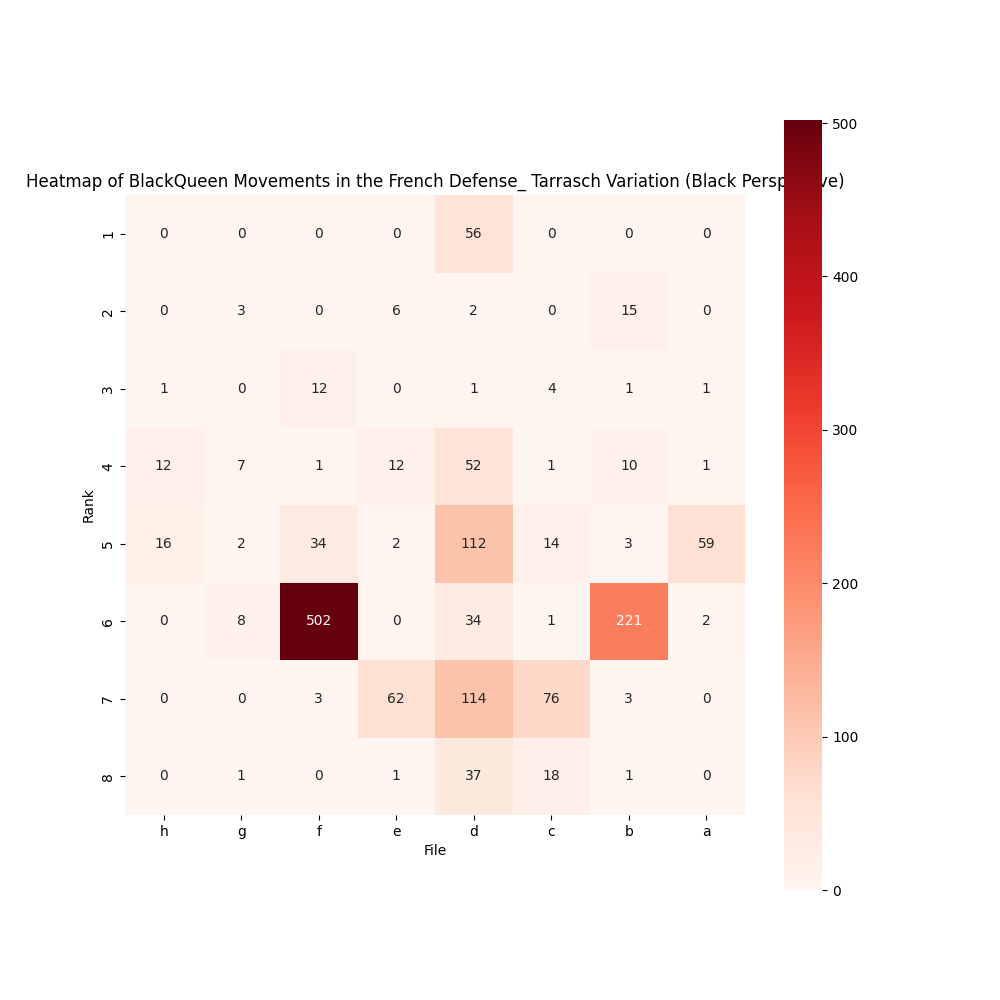 500
Heatmap of BlackQueen Movements in the French Defense_ Tarrasch Variation (Black Perspective)
1 0 0 0 0 56 0 0 0
400
2 0 3 0 6 2 0 15 0
3 1 0 12 0 1 4 1 1
300
4 12 7 1 12 52 1 10 1
Rank
5 16 2 34 2 112 14 3 59
200
6 0 8 502 0 34 1 221 2
7 0 0 3 62 114 76 3 0
100
8 0 1 0 1 37 18 1 0
h g f e d c b a
File
0